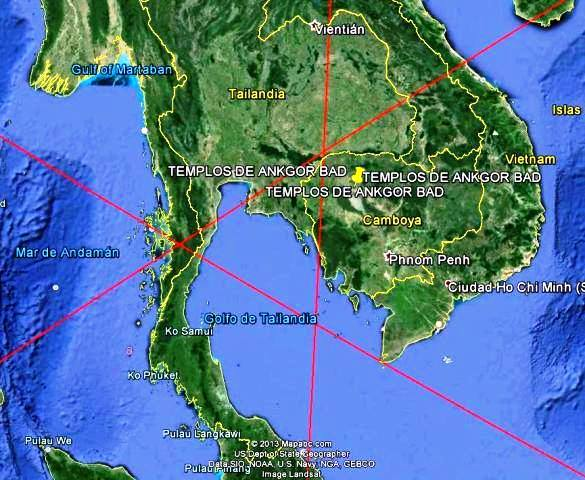 Vientián
Gulf of Martaban
Tailandia
Islas
Vietnam
TEMPLOS DE ANKGOR BAD
TEMPLOS DE ANKGOR BAD
TEMPLOS DE ANKGOR BAD
Camboya
Mar de Andamán
Phnom Penh
Ciudad Ho Chi Minh (S
Golfo de Tailandia
Ko Samui
Ko Phuket
Pulau Langkawi
Pulau We
Pulau Pinang
© 2013 Mapabc.com
US Dept of State Geographer
Data SIO, NOAA, U.S. Navy, NGA, GEBCO
Image Landsat